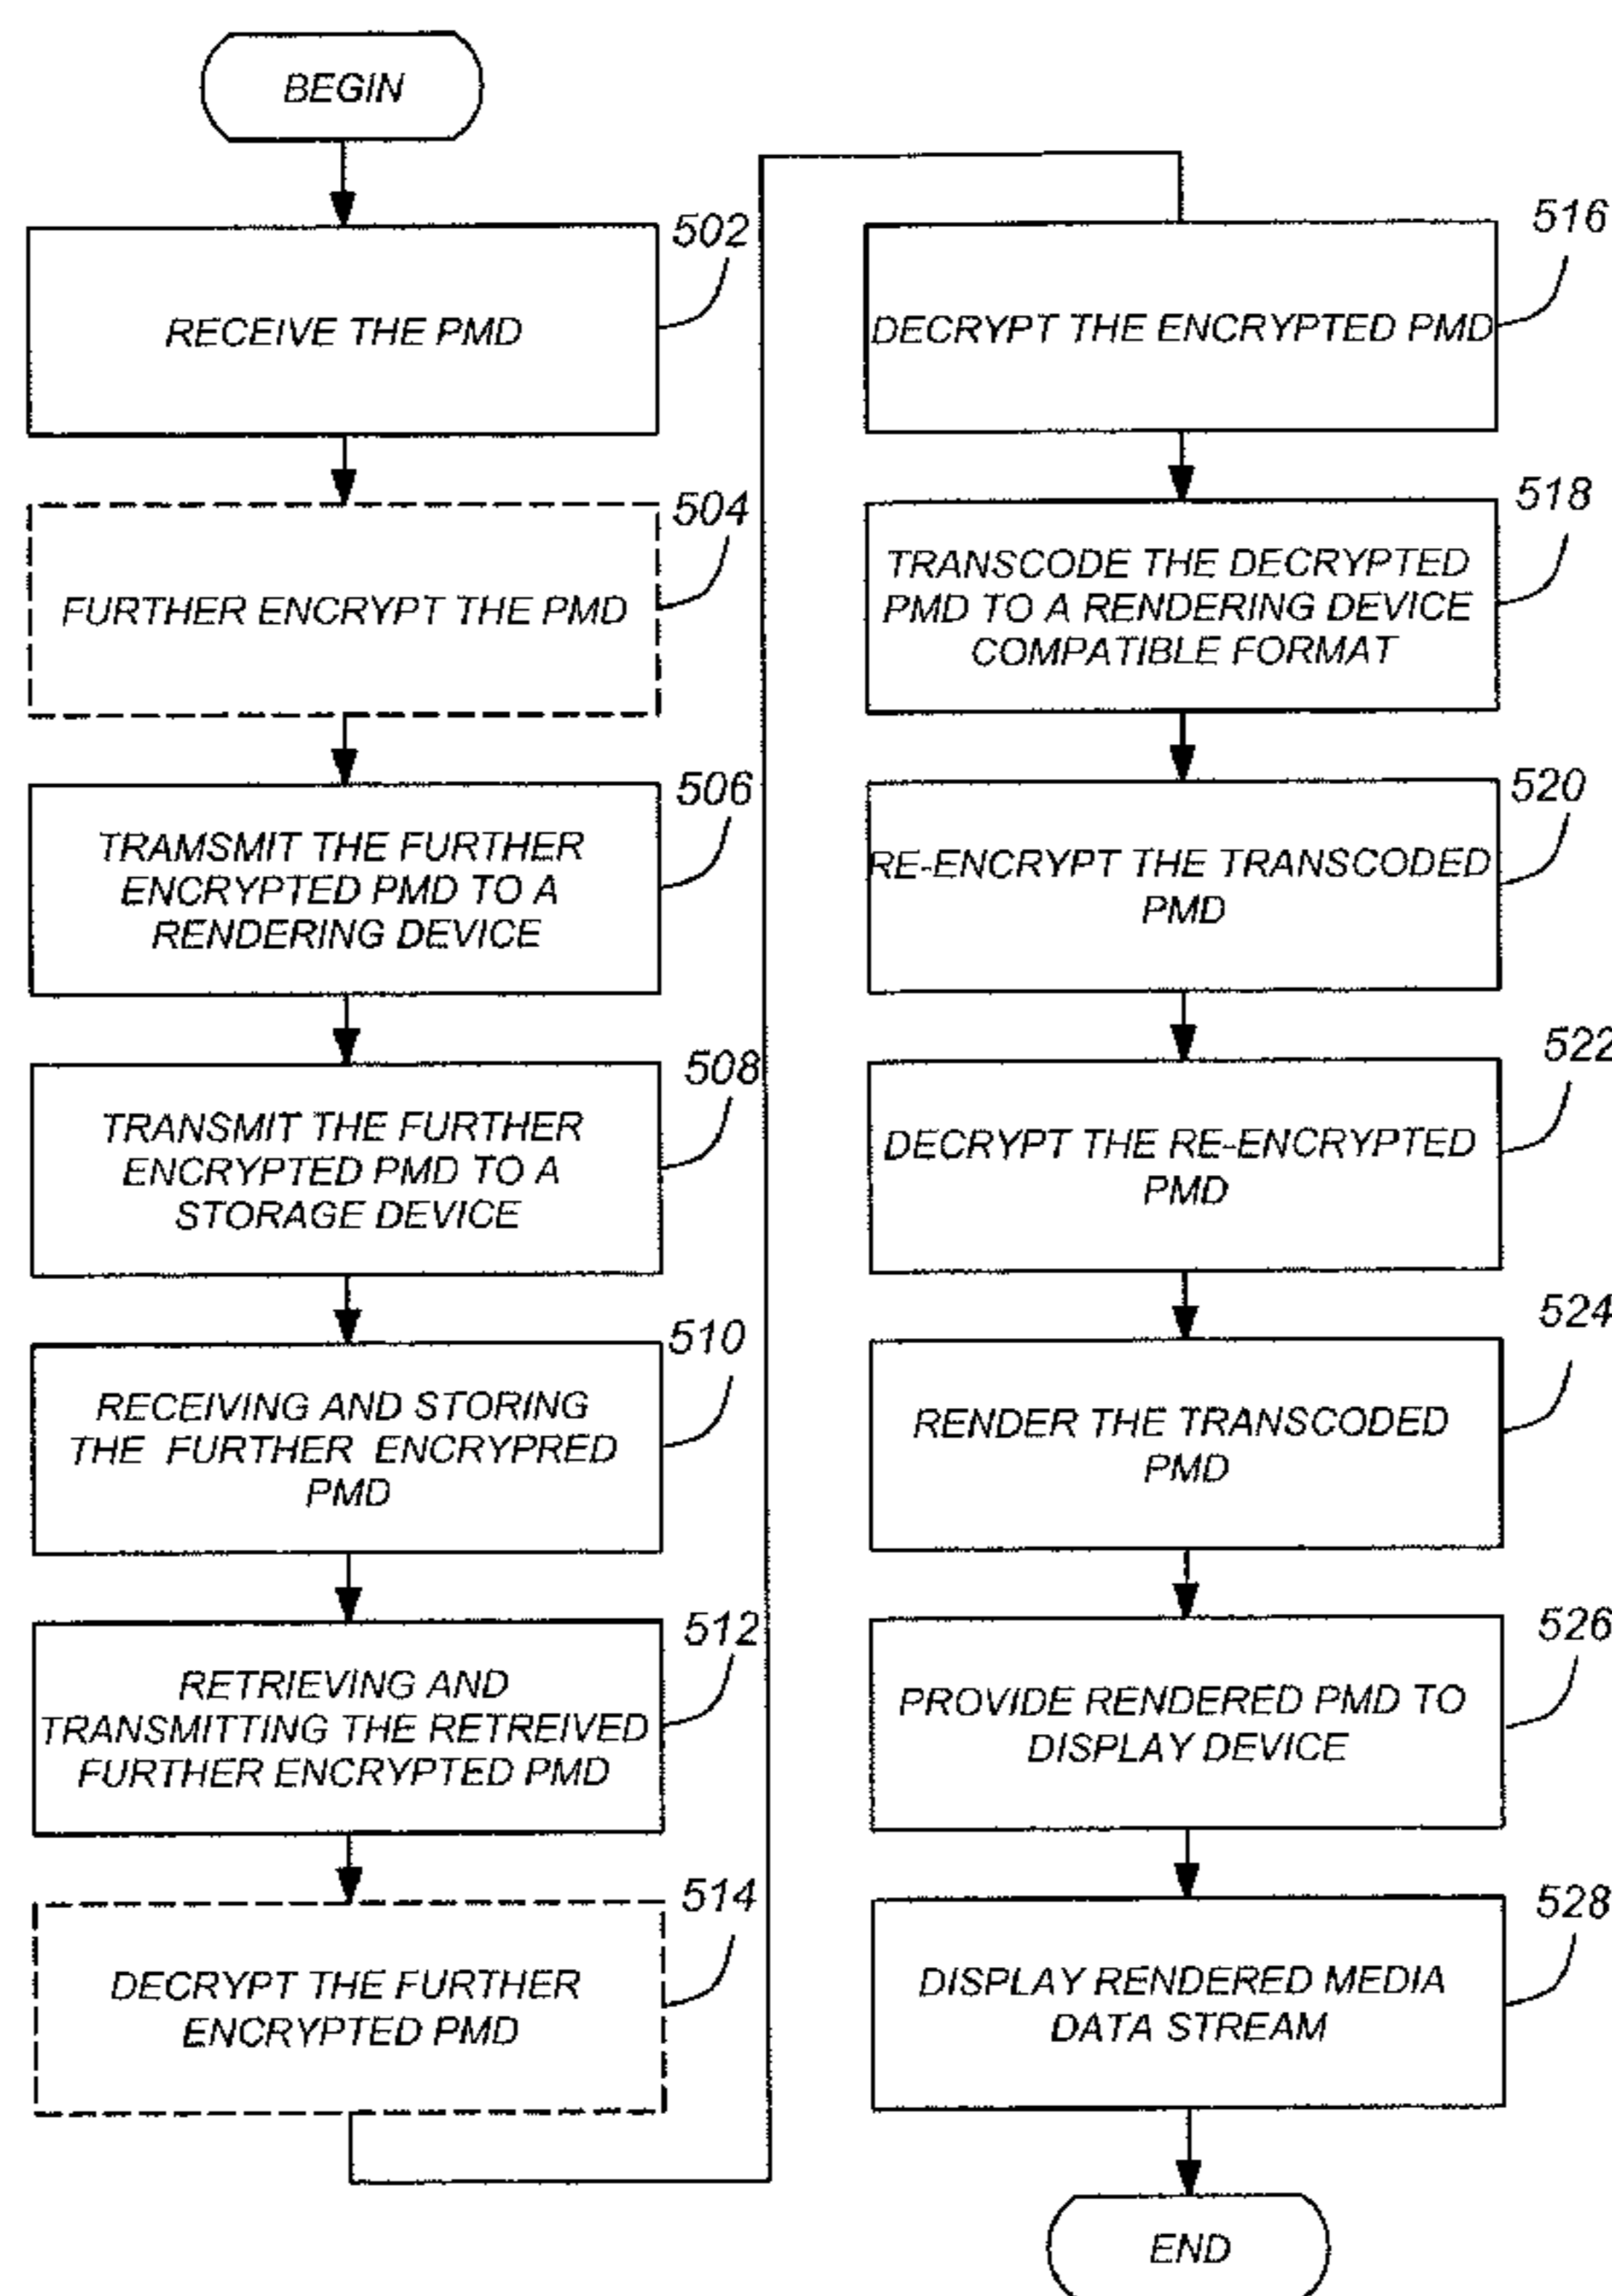 BEGIN
502
RECEIVE THE PMD
504
FURTHER ENCRYPT THE PMD
506
TRAMSMIT THE FURTHER
ENCRYPTED PMD TO A
RENDERING DEVICE
508
TRANSMIT THE FURTHER
ENCRYPTED PMD TO A
STORAGE DEVICE
510
RECEIVING AND STORING
THE FURTHER ENCRYPRED
PMD
512
RETRIEVING AND
TRANSMITTING THE RETREIVED
FURTHER ENCRYPTED PMD
514
DECRYPT THE FURTHER
ENCRYPTED PMD
516
DECRYPT THE ENCRYPTED PMD
518
TRANSCODE THE DECRYPTED
PMD TO A RENDERING DEVICE
COMPATIBLE FORMAT
520
RE-ENCRYPT THE TRANSCODED
PMD
522
DECRYPT THE RE-ENCRYPTED
PMD
524
RENDER THE TRANSCODED
PMD
526
PROVIDE RENDERED PMD TO
DISPLAY DEVICE
528
DISPLAY RENDERED MEDIA
DATA STREAM
END